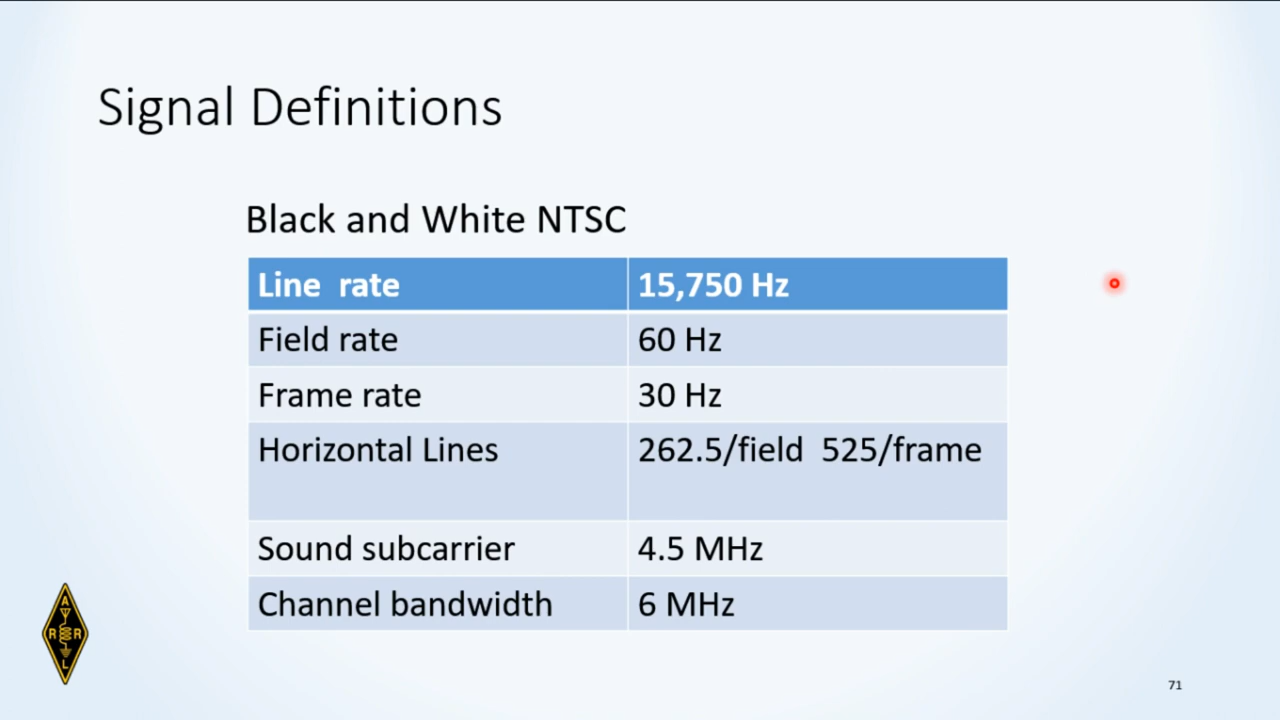 Signal Definitions
Black and White NTSC
Line rate 15,750 Hz
Field rate 60 Hz
Frame rate 30 Hz
Horizontal Lines 262.5/field 525/frame
Sound subcarrier 4.5 MHz
Channel bandwidth 6 MHz
A
R R
L
71